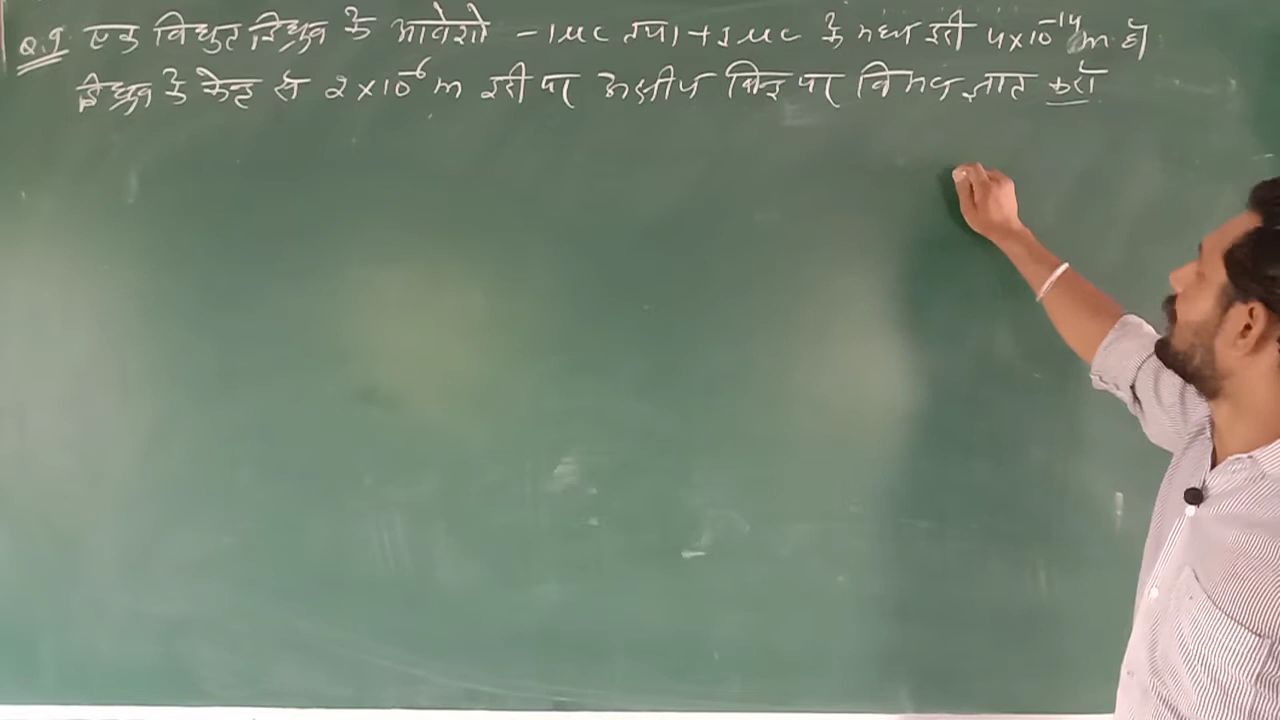 Q.1 एक विधुत द्विध्रुव के आवेशो -1μc तथा +1μc के मध्य दूरी 4×10⁻¹⁴m हो
द्विध्रुव के केन्द्र से 2×10⁻⁶m दूरी पर अक्षीय बिन्दु पर विभव ज्ञात करो